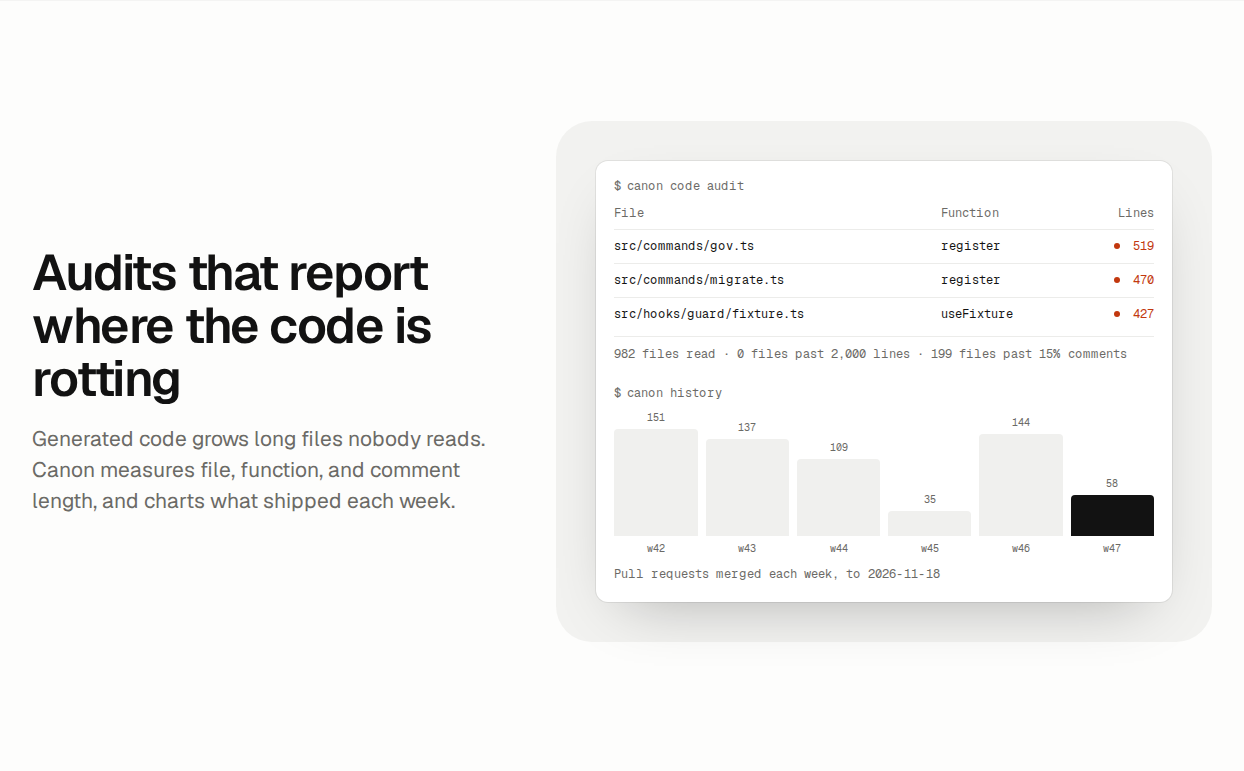 Audits that report
where the code is
rotting
Generated code grows long files nobody reads.
Canon measures file, function, and comment
length, and charts what shipped each week.
$ canon code audit
File Function Lines
src/commands/gov.ts register 519
src/commands/migrate.ts register 470
src/hooks/guard/fixture.ts useFixture 427
982 files read · 0 files past 2,000 lines · 199 files past 15% comments
$ canon history
151 137 109 35 144 58
w42 w43 w44 w45 w46 w47
Pull requests merged each week, to 2026-11-18